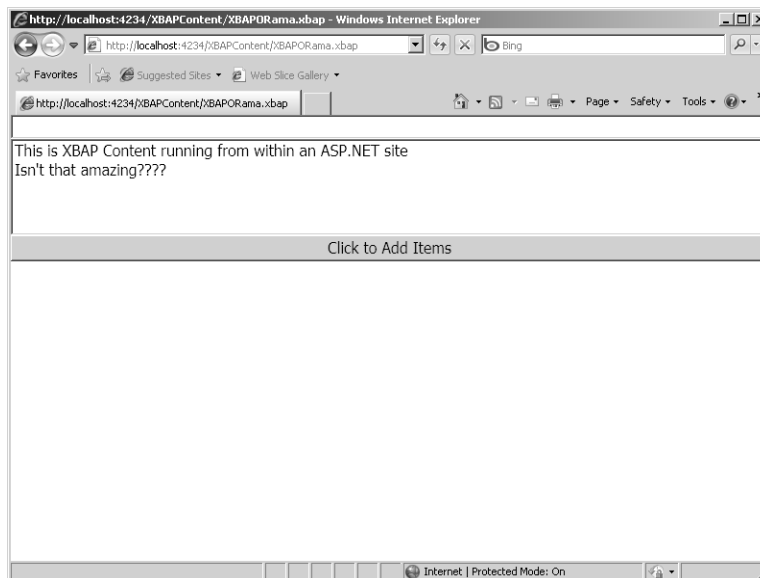 http://localhost:4234/XBAPContent/XBAPORama.xbap - Windows Internet Explorer
http://localhost:4234/XBAPContent/XBAPORama.xbap
Bing
Favorites
Suggested Sites
Web Slice Gallery
http://localhost:4234/XBAPContent/XBAPORama.xbap
Page
Safety
Tools
This is XBAP Content running from within an ASP.NET site
Isn't that amazing????
Click to Add Items
Internet | Protected Mode: On